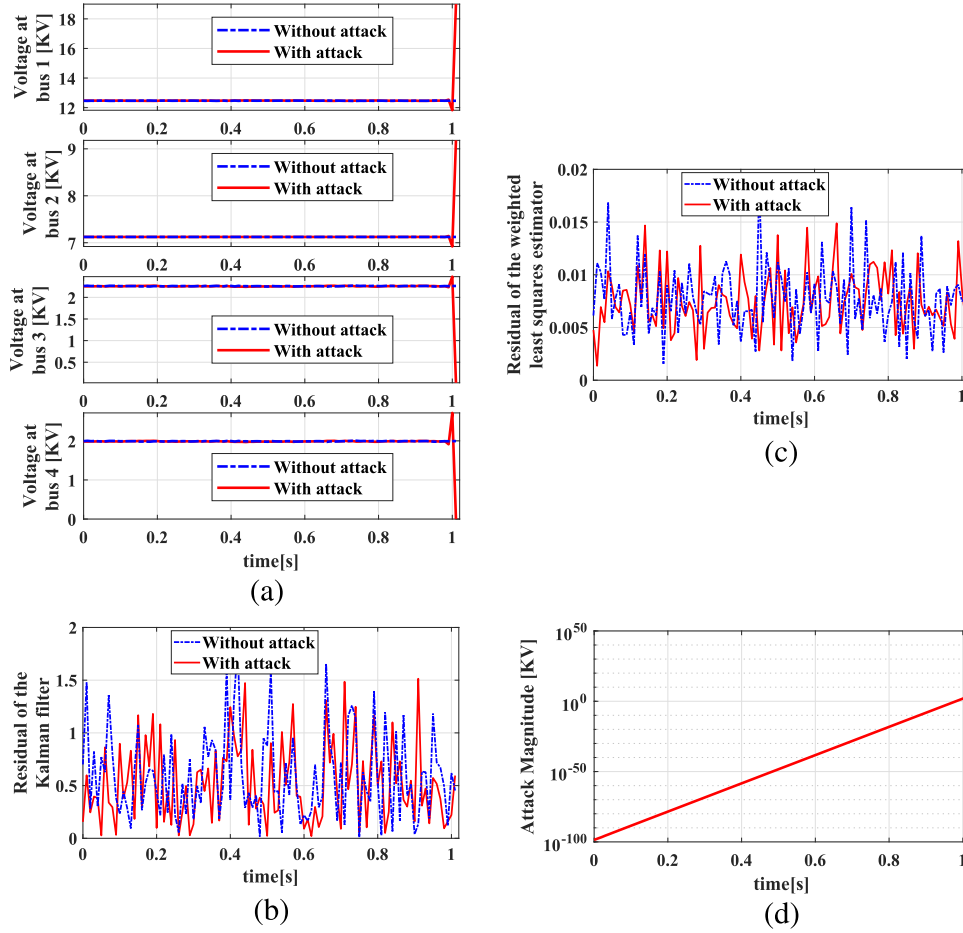 Voltage at
bus 1 [KV]
18
16
14
12
Without attack
With attack
0 0.2 0.4 0.6 0.8 1
Voltage at
bus 2 [KV]
9
8
7
Without attack
With attack
0 0.2 0.4 0.6 0.8 1
Voltage at
bus 3 [KV]
2
1.5
1
0.5
Without attack
With attack
0 0.2 0.4 0.6 0.8 1
Voltage at
bus 4 [KV]
2
1
0
Without attack
With attack
0 0.2 0.4 0.6 0.8 1
time[s]
(a)
Residual of the weighted
least squares estimator
0.02
0.015
0.01
0.005
0
Without attack
With attack
0 0.2 0.4 0.6 0.8 1
time[s]
(c)
Residual of the
Kalman filter
2
1.5
1
0.5
0
Without attack
With attack
0 0.2 0.4 0.6 0.8 1
time[s]
(b)
Attack Magnitude [KV]
10^50
10^0
10^-50
10^-100
0 0.2 0.4 0.6 0.8 1
time[s]
(d)